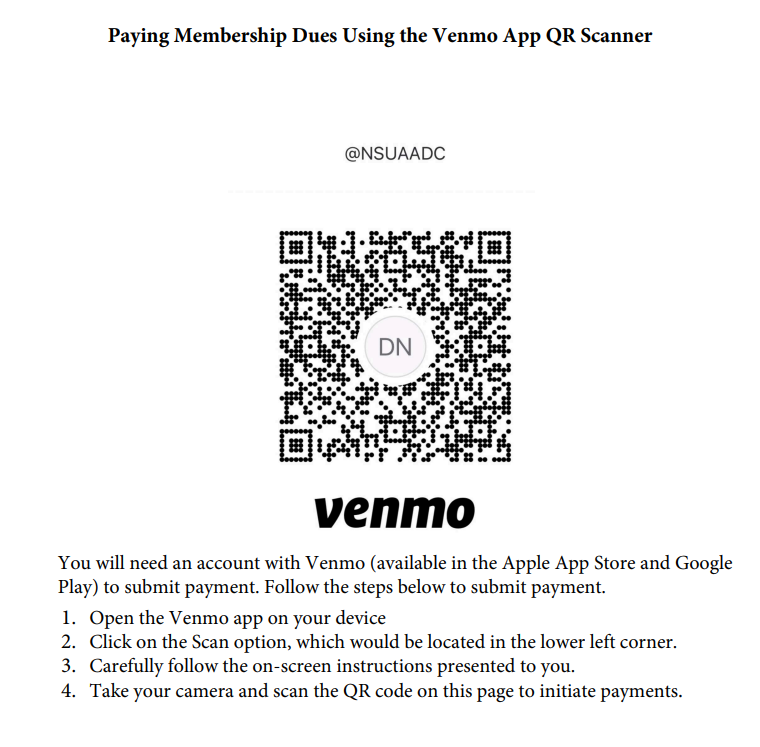 Paying Membership Dues Using the Venmo App QR Scanner
@NSUAADC
DN
venmo
You will need an account with Venmo (available in the Apple App Store and Google
Play) to submit payment. Follow the steps below to submit payment.
1. Open the Venmo app on your device
2. Click on the Scan option, which would be located in the lower left corner.
3. Carefully follow the on-screen instructions presented to you.
4. Take your camera and scan the QR code on this page to initiate payments.